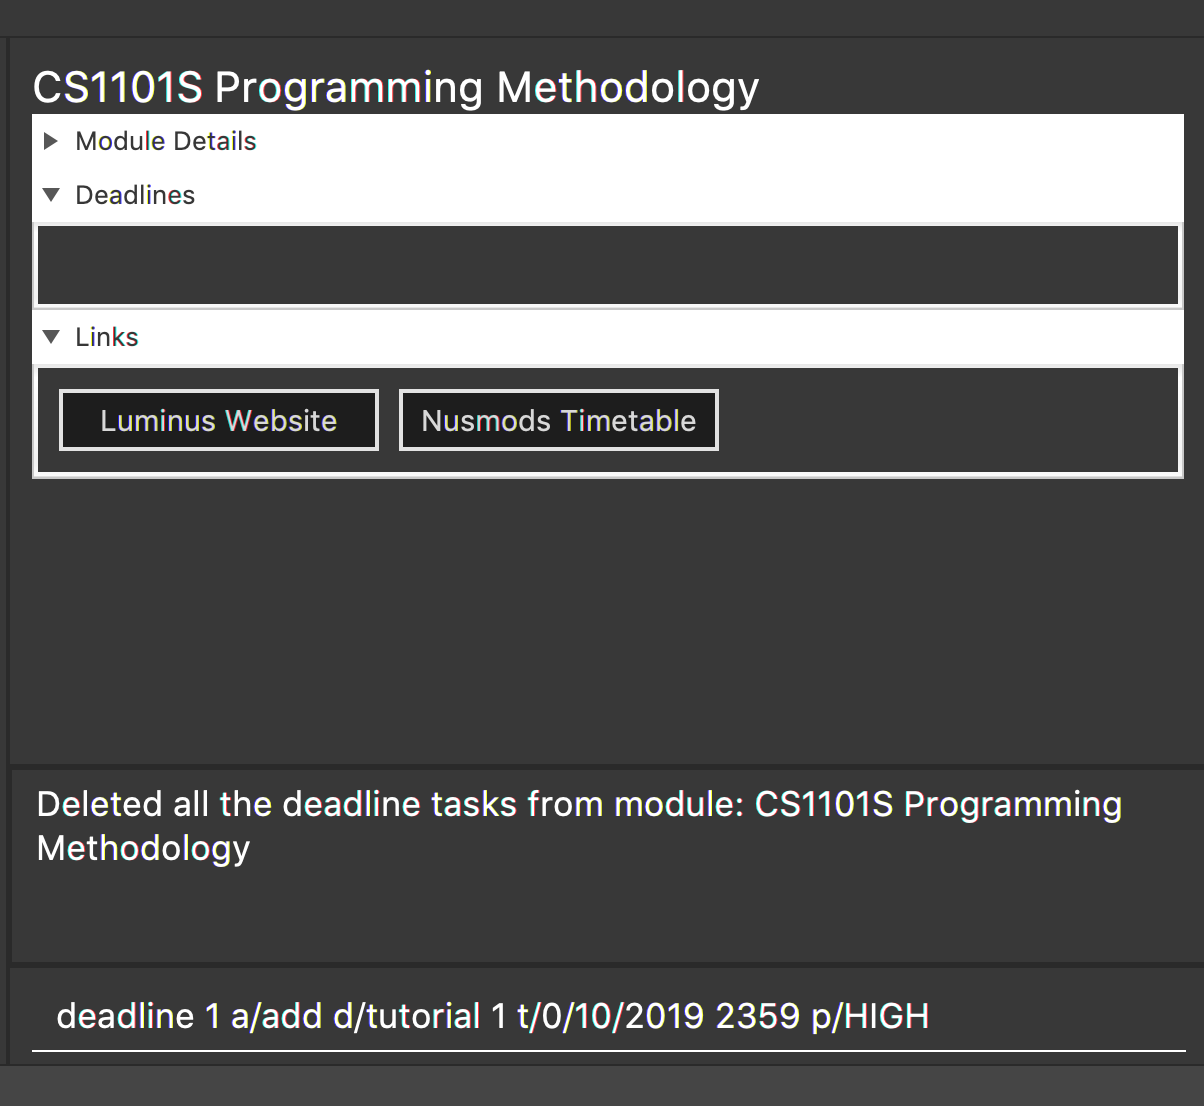 CS1101S Programming Methodology
Module Details
Deadlines
Links
Luminus Website
Nusmods Timetable
Deleted all the deadline tasks from module: CS1101S Programming
Methodology
deadline 1 a/add d/tutorial 1 t/0/10/2019 2359 p/HIGH